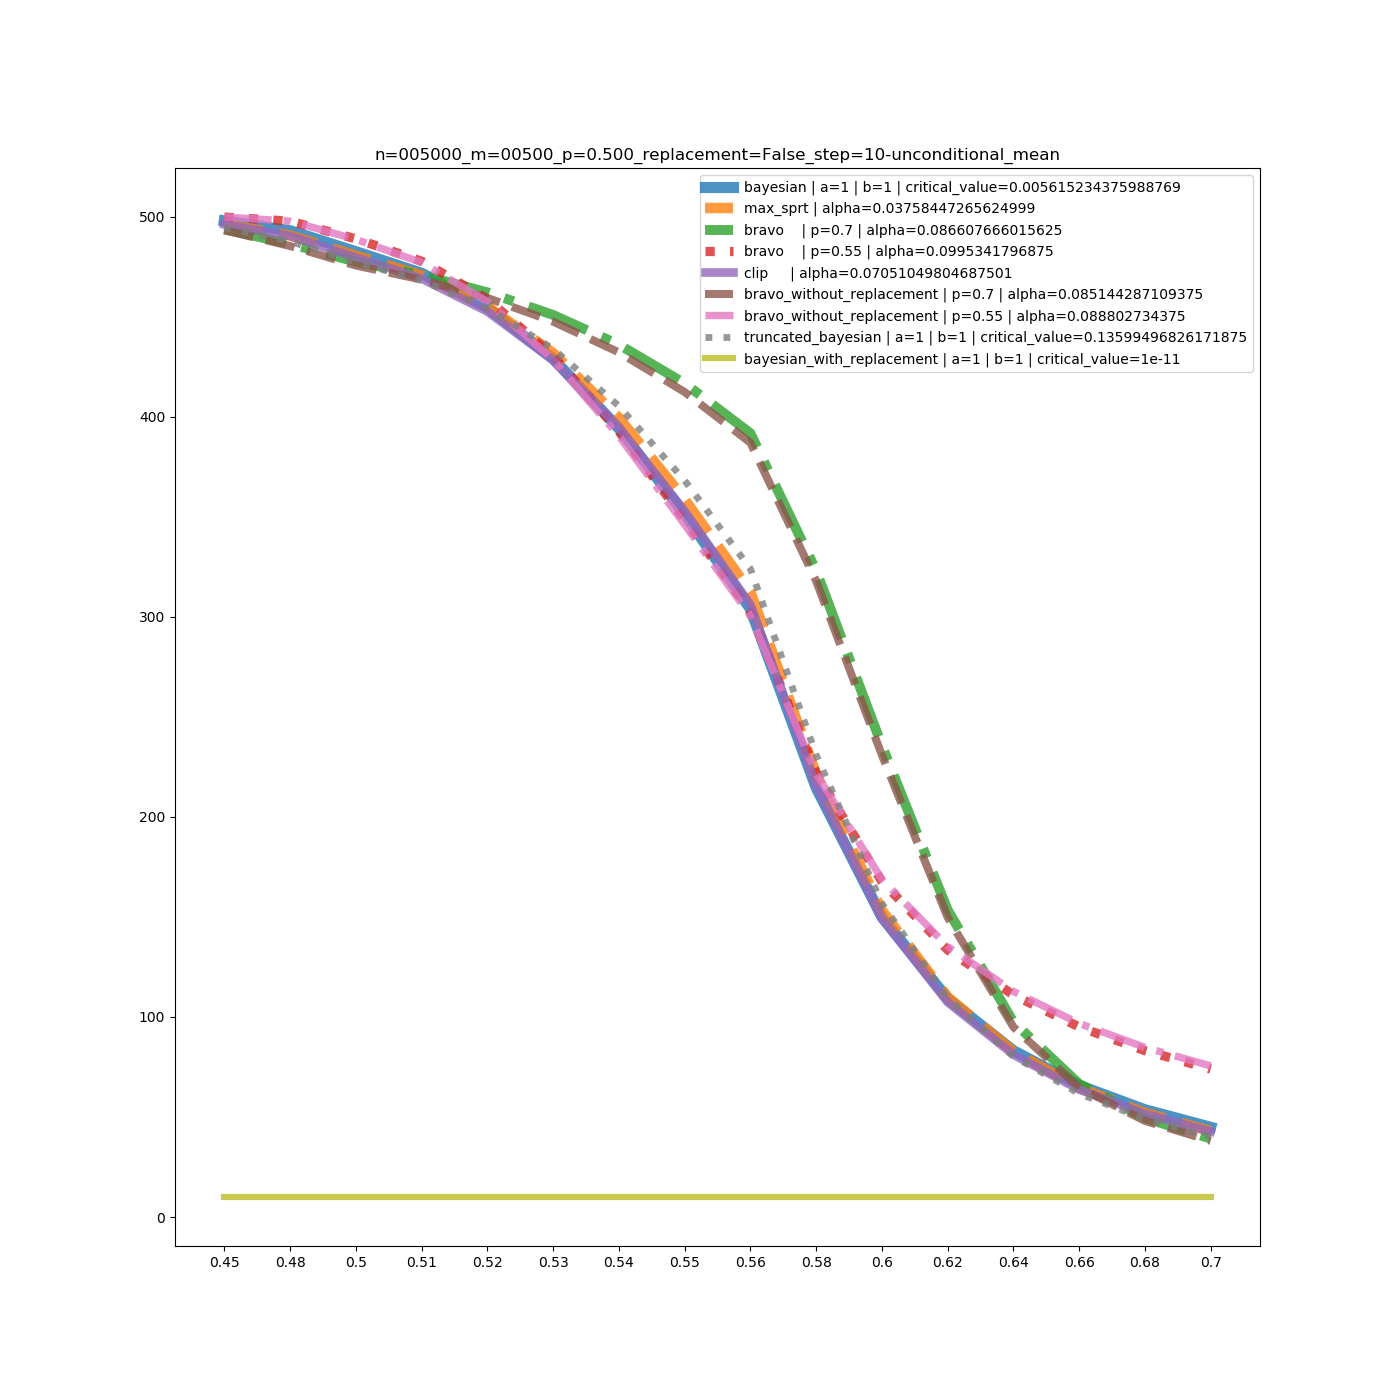 n=005000_m=00500_p=0.500_replacement=False_step=10-unconditional_mean
bayesian | a=1 | b=1 | critical_value=0.005615234375988769
max_sprt | alpha=0.03758447265624999
bravo    | p=0.7 | alpha=0.086607666015625
bravo    | p=0.55 | alpha=0.0995341796875
clip     | alpha=0.07051049804687501
bravo_without_replacement | p=0.7 | alpha=0.085144287109375
bravo_without_replacement | p=0.55 | alpha=0.088802734375
truncated_bayesian | a=1 | b=1 | critical_value=0.13599496826171875
bayesian_with_replacement | a=1 | b=1 | critical_value=1e-11
500
400
300
200
100
0
0.45 0.48 0.5 0.51 0.52 0.53 0.54 0.55 0.56 0.58 0.6 0.62 0.64 0.66 0.68 0.7